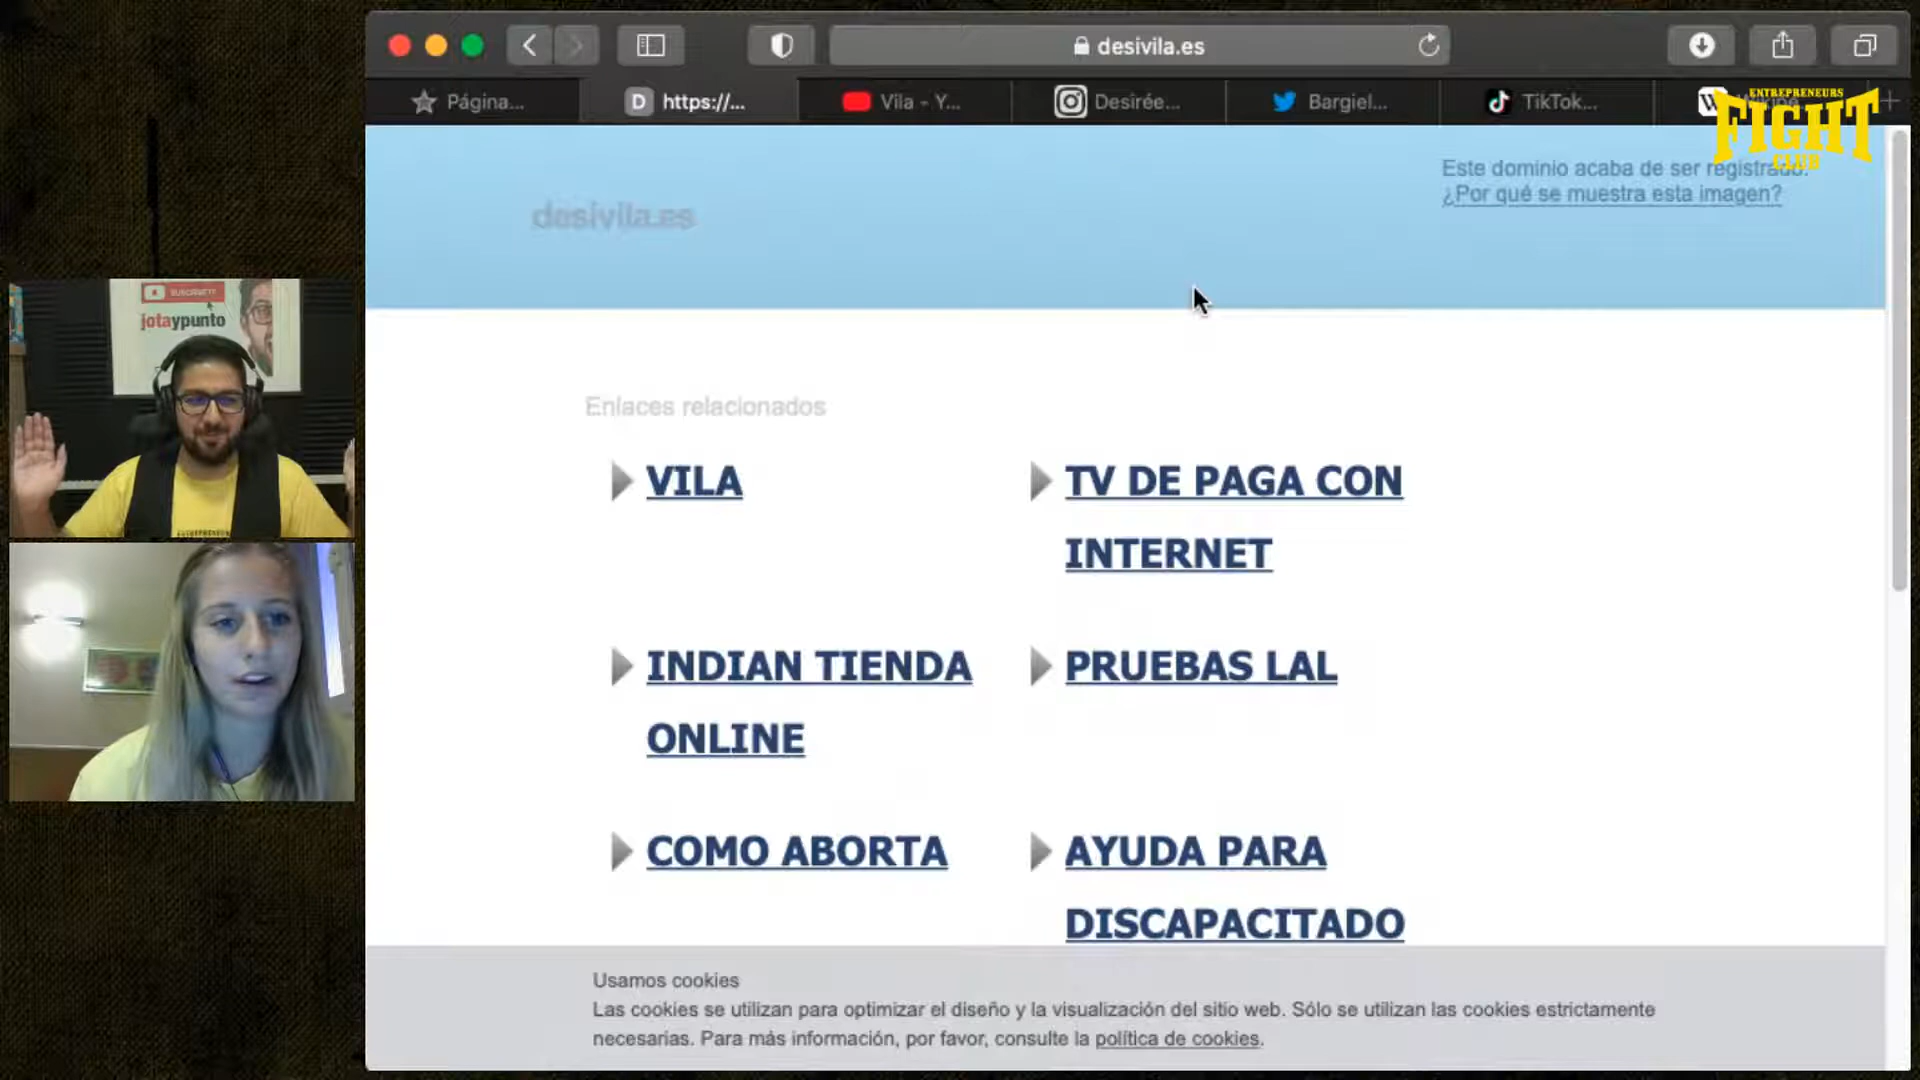 desivila.es
Página...
D https://...
Vila - Y...
Desirée...
Bargiel...
TikTok...
W
ENTREPRENEURS
FIGHT
CLUB
Este dominio acaba de ser registrado.
¿Por qué se muestra esta imagen?
desivila.es
Enlaces relacionados
VILA
TV DE PAGA CON
INTERNET
INDIAN TIENDA
ONLINE
PRUEBAS LAL
COMO ABORTA
AYUDA PARA
DISCAPACITADO
Usamos cookies
Las cookies se utilizan para optimizar el diseño y la visualización del sitio web. Sólo se utilizan las cookies estrictamente
necesarias. Para más información, por favor, consulte la política de cookies.
SUSCRÍBETE
jotaypunto